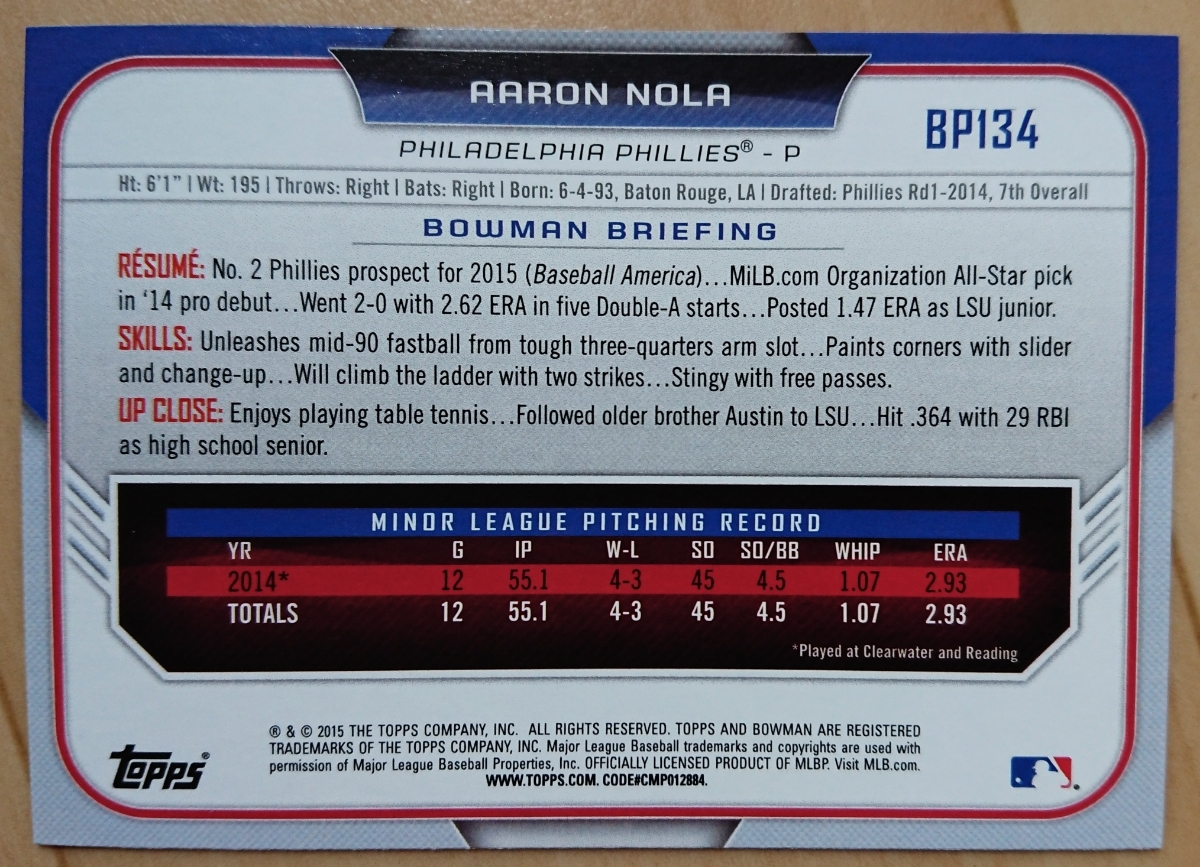 AARON NOLA
BP134
PHILADELPHIA PHILLIES® - P
Ht: 6'1" | Wt: 195 | Throws: Right | Bats: Right | Born: 6-4-93, Baton Rouge, LA | Drafted: Phillies Rd1-2014, 7th Overall
BOWMAN BRIEFING
RÉSUMÉ: No. 2 Phillies prospect for 2015 (Baseball America)...MiLB.com Organization All-Star pick
in '14 pro debut...Went 2-0 with 2.62 ERA in five Double-A starts...Posted 1.47 ERA as LSU junior.
SKILLS: Unleashes mid-90 fastball from tough three-quarters arm slot...Paints corners with slider
and change-up...Will climb the ladder with two strikes...Stingy with free passes.
UP CLOSE: Enjoys playing table tennis...Followed older brother Austin to LSU...Hit .364 with 29 RBI
as high school senior.
MINOR LEAGUE PITCHING RECORD
YR G IP W-L SO SO/BB WHIP ERA
2014* 12 55.1 4-3 45 4.5 1.07 2.93
TOTALS 12 55.1 4-3 45 4.5 1.07 2.93
*Played at Clearwater and Reading
® & © 2015 THE TOPPS COMPANY, INC. ALL RIGHTS RESERVED. TOPPS AND BOWMAN ARE REGISTERED
TRADEMARKS OF THE TOPPS COMPANY, INC. Major League Baseball trademarks and copyrights are used with
permission of Major League Baseball Properties, Inc. OFFICIALLY LICENSED PRODUCT OF MLBP. Visit MLB.com.
WWW.TOPPS.COM. CODE#CMP012884.
Topps®